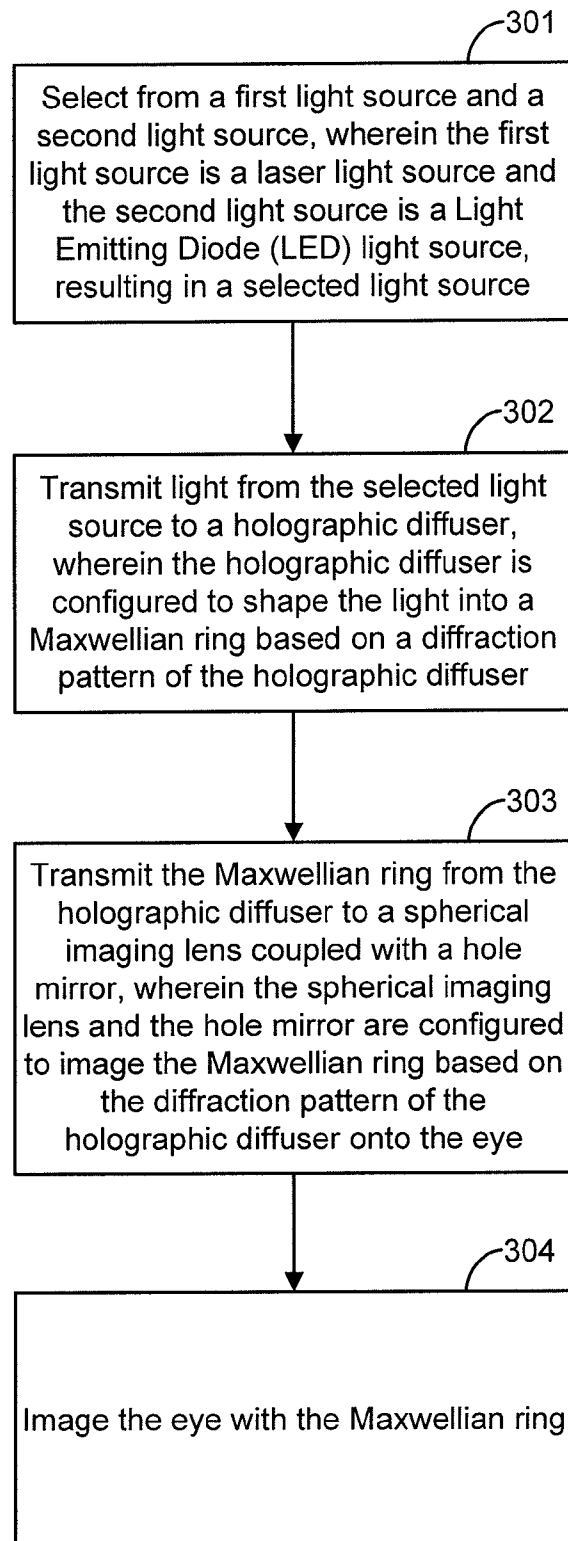 301
Select from a first light source and a
second light source, wherein the first
light source is a laser light source and
the second light source is a Light
Emitting Diode (LED) light source,
resulting in a selected light source
302
Transmit light from the selected light
source to a holographic diffuser,
wherein the holographic diffuser is
configured to shape the light into a
Maxwellian ring based on a diffraction
pattern of the holographic diffuser
303
Transmit the Maxwellian ring from the
holographic diffuser to a spherical
imaging lens coupled with a hole
mirror, wherein the spherical imaging
lens and the hole mirror are configured
to image the Maxwellian ring based on
the diffraction pattern of the
holographic diffuser onto the eye
304
Image the eye with the Maxwellian ring